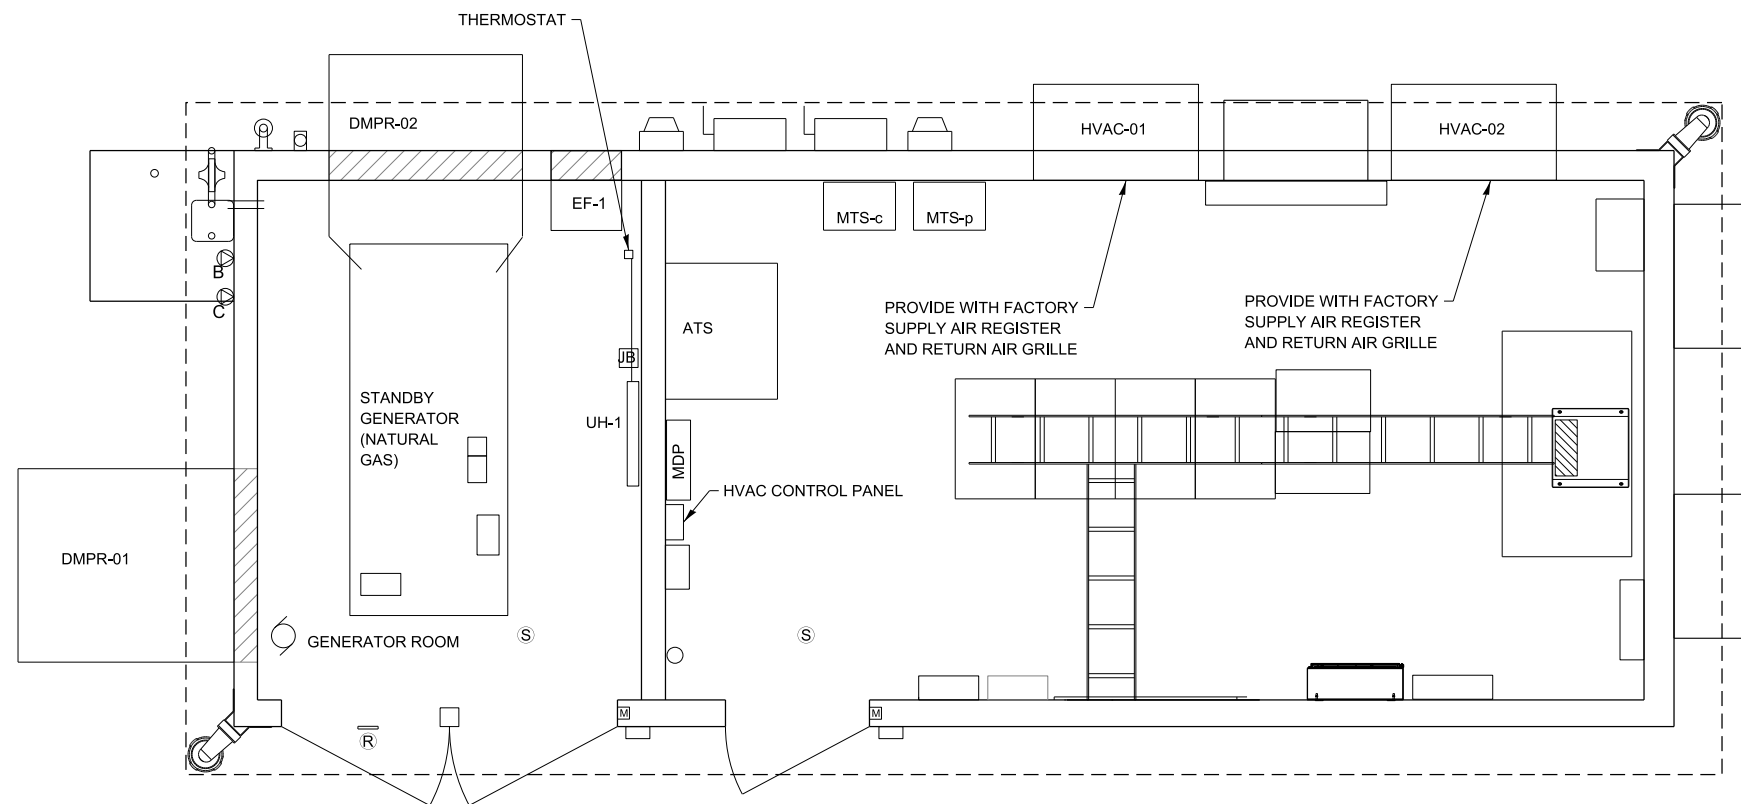 THERMOSTAT
DMPR-02
HVAC-01
HVAC-02
EF-1
MTS-c
MTS-p
B
C
PROVIDE WITH FACTORY
SUPPLY AIR REGISTER
AND RETURN AIR GRILLE
PROVIDE WITH FACTORY
SUPPLY AIR REGISTER
AND RETURN AIR GRILLE
ATS
JB
STANDBY
GENERATOR
(NATURAL
GAS)
UH-1
MDP
HVAC CONTROL PANEL
DMPR-01
GENERATOR ROOM
S
S
M
M
R